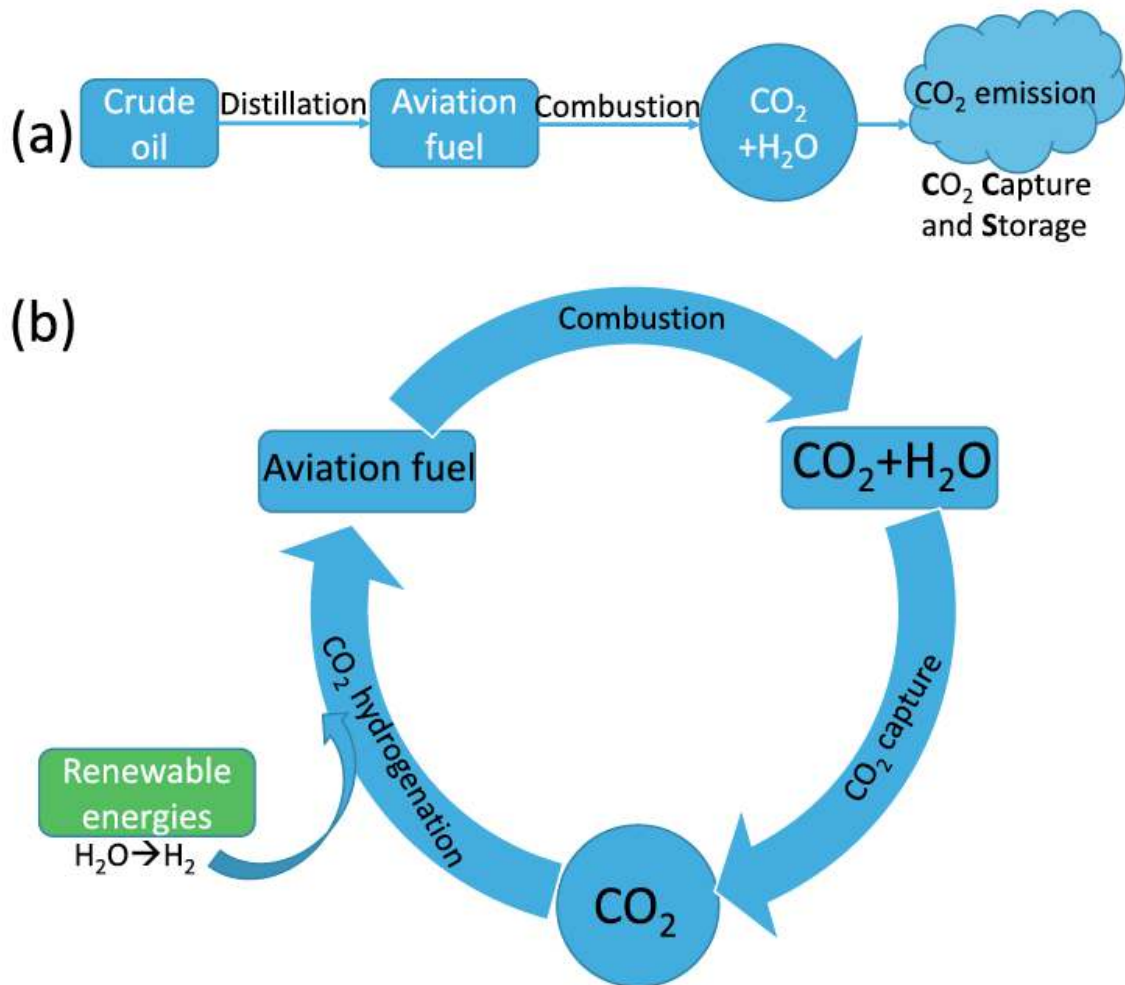 (a)
Crude
oil
Distillation
Aviation
fuel
Combustion
CO₂
+H₂O
CO₂ emission
CO₂ Capture
and Storage
(b)
Combustion
Aviation fuel
CO₂+H₂O
CO₂ capture
CO₂
CO₂ hydrogenation
Renewable
energies
H₂O→H₂